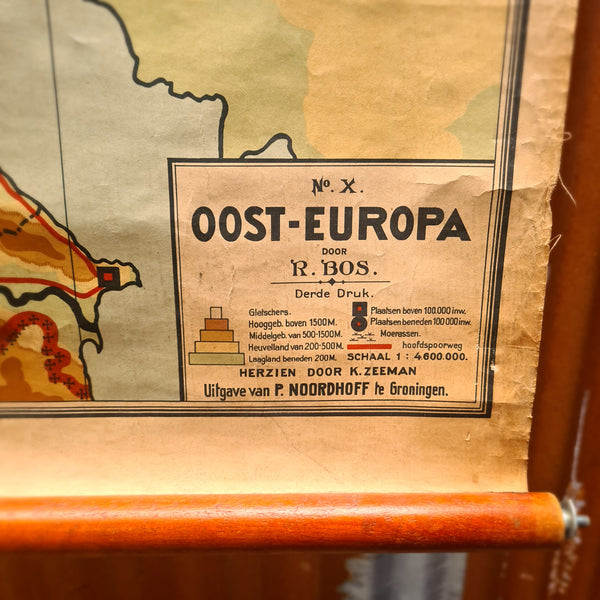 No. X.
OOST-EUROPA
DOOR
R. BOS.
Derde Druk.
Gletschers.
Hooggeb. boven 1500M.
Middelgeb. van 500-1500M.
Heuvelland van 200-500M.
Laagland beneden 200M.
Plaatsen boven 100.000 inw.
Plaatsen beneden 100.000 inw.
Moerassen.
hoofdspoorweg
SCHAAL 1 : 4.600.000.
HERZIEN DOOR K. ZEEMAN
Uitgave van P. NOORDHOFF te Groningen.